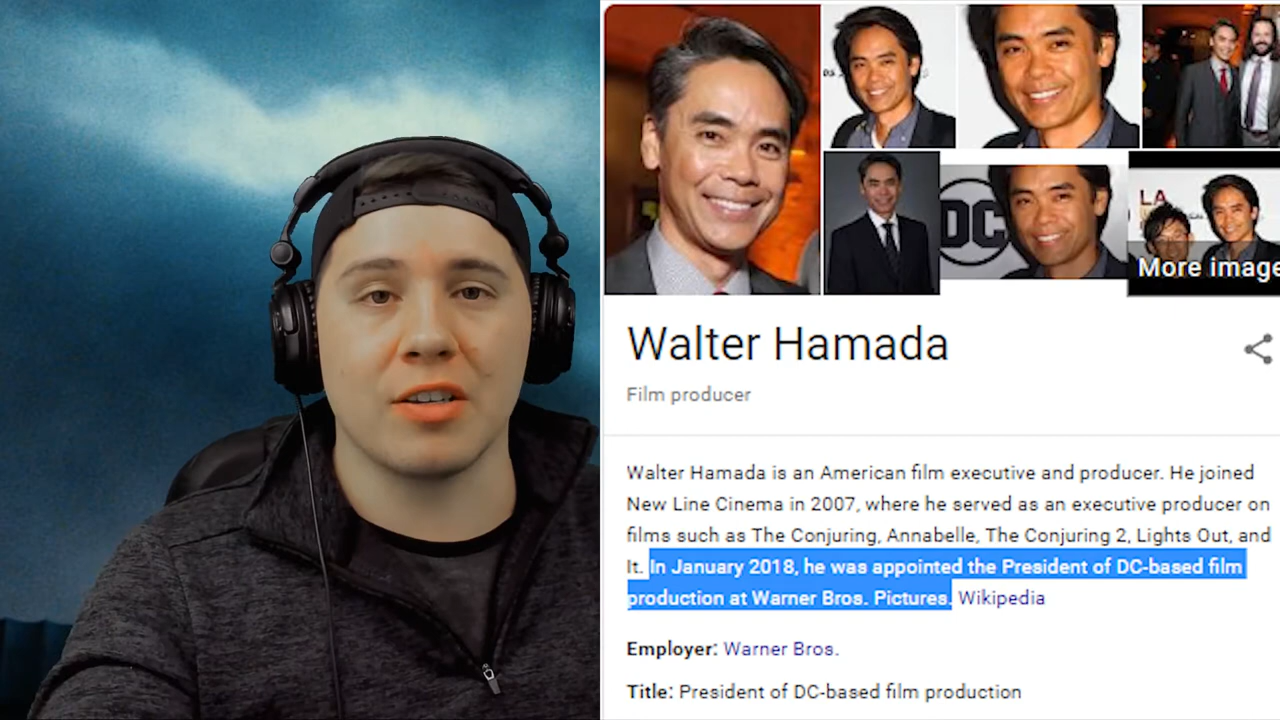 DC
LA
More image
Walter Hamada
Film producer
Walter Hamada is an American film executive and producer. He joined
New Line Cinema in 2007, where he served as an executive producer on
films such as The Conjuring, Annabelle, The Conjuring 2, Lights Out, and
It. In January 2018, he was appointed the President of DC-based film
production at Warner Bros. Pictures. Wikipedia
Employer: Warner Bros.
Title: President of DC-based film production